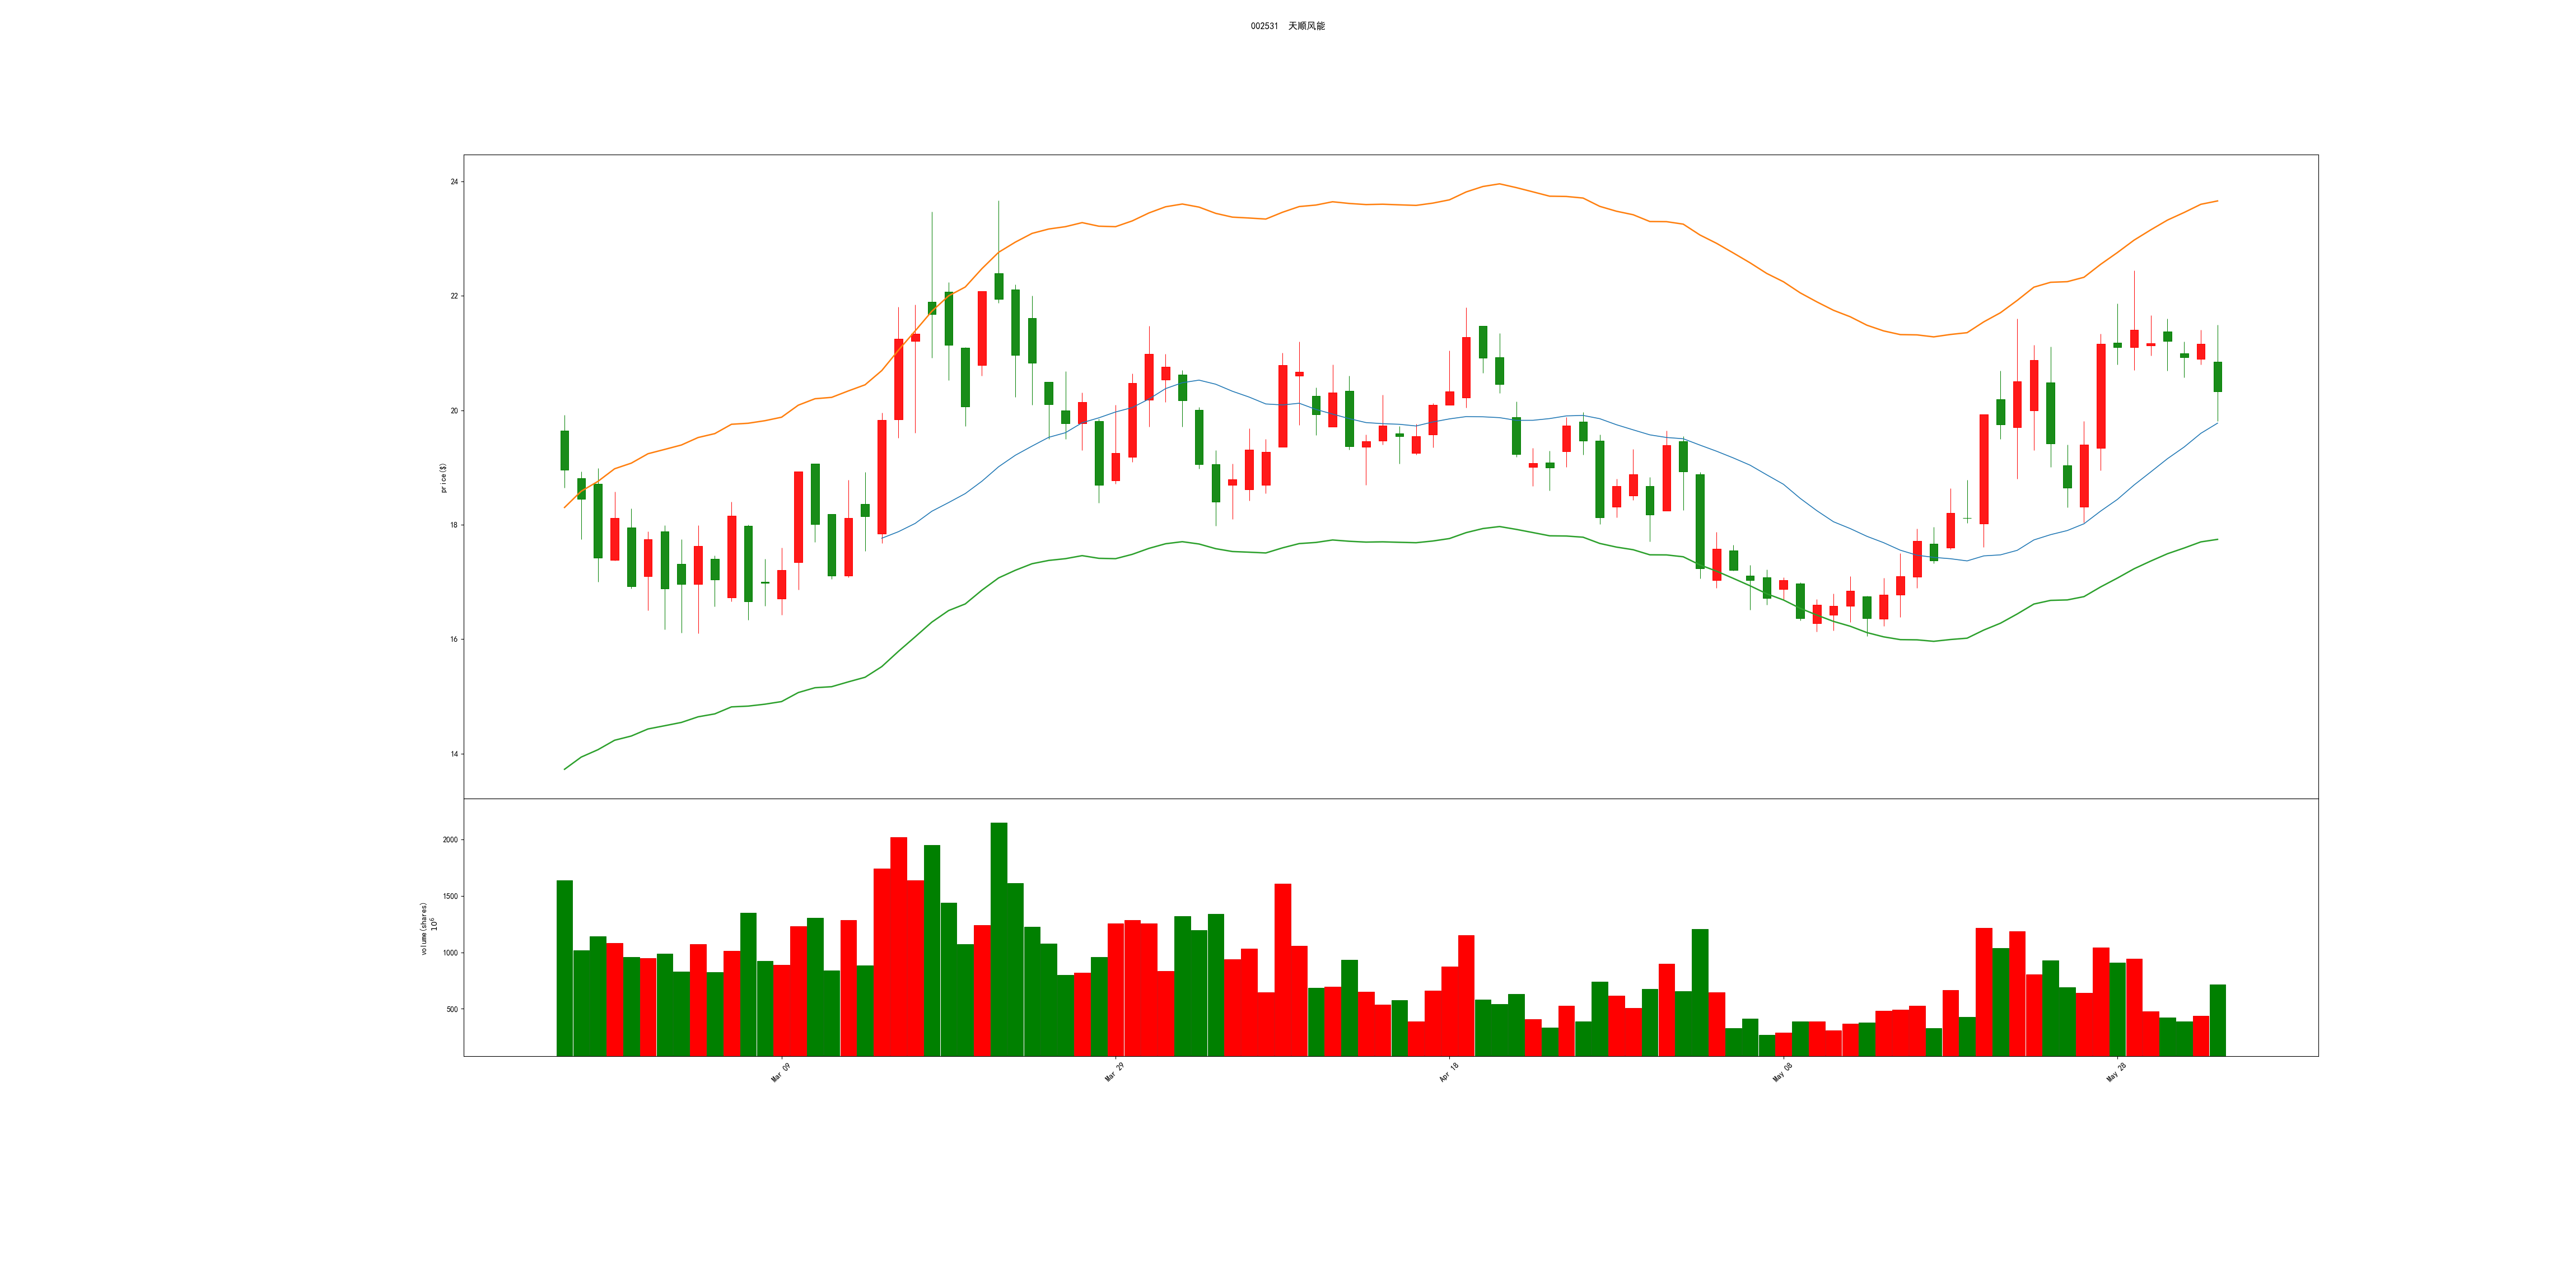 002531 天顺风能
24
22
20
18
16
14
price($)
2000
1500
1000
500
volume(shares)
10⁶
Mar 09
Mar 29
Apr 18
May 08
May 28